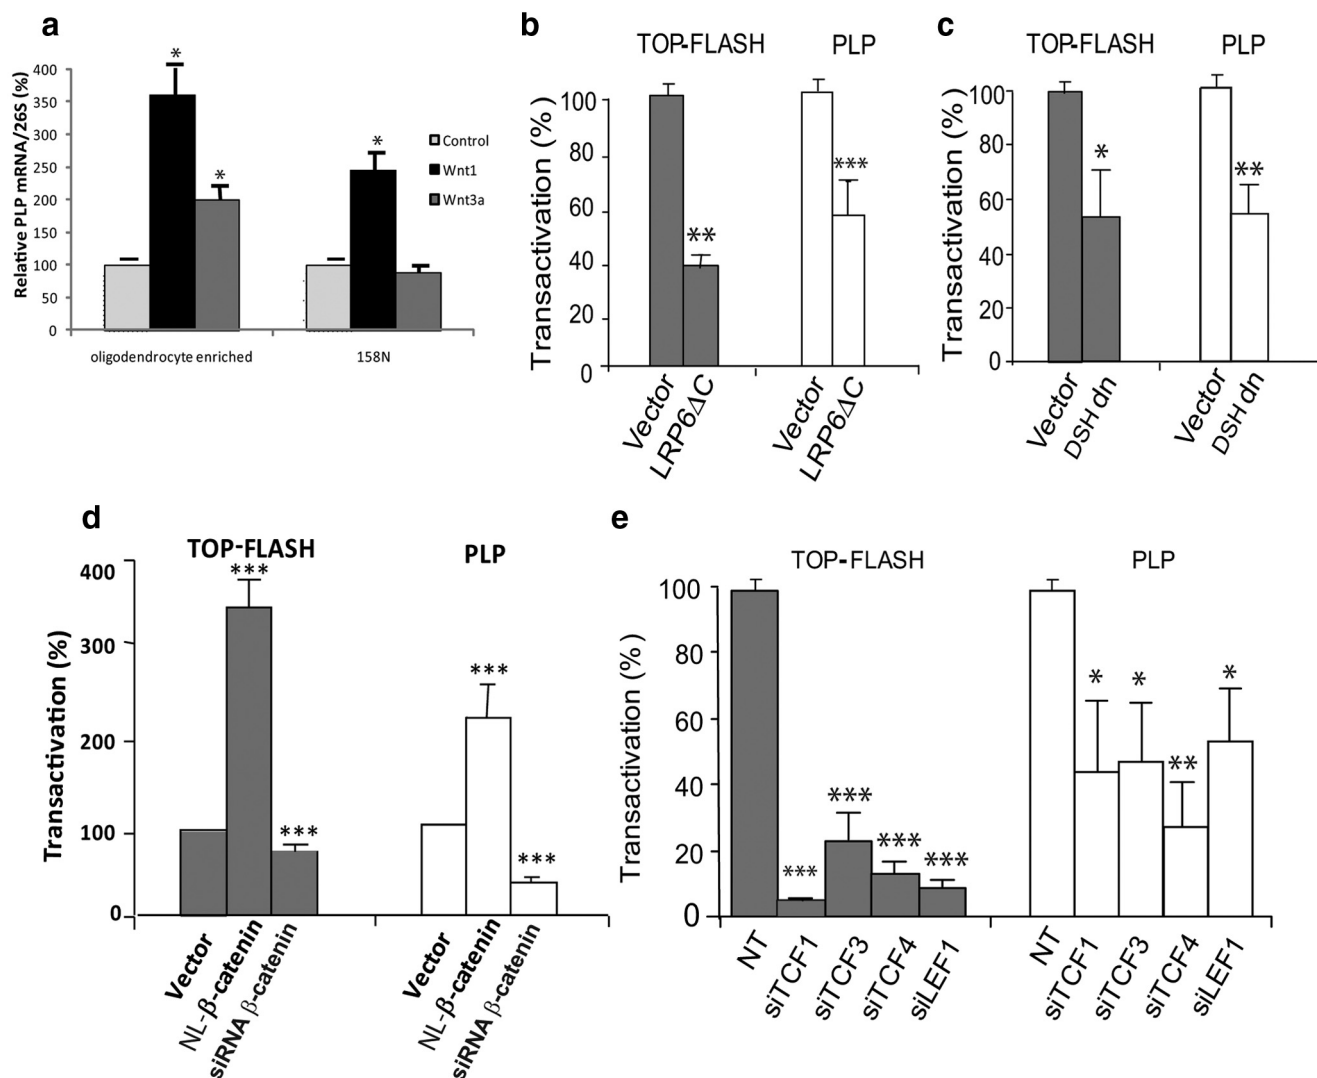 a
Relative PLP mRNA/26S (%)
400
350
300
250
200
150
100
50
0
*
*
*
Control
Wnt1
Wnt3a
oligodendrocyte enriched
158N
b
TOP-FLASH
PLP
Transactivation (%)
100
80
60
40
20
0
**
***
Vector
LRP6ΔC
Vector
LRP6ΔC
c
TOP-FLASH
PLP
Transactivation (%)
100
80
60
40
20
0
*
**
Vector
DSH dn
Vector
DSH dn
d
TOP-FLASH
PLP
Transactivation (%)
400
300
200
100
0
***
***
***
***
Vector
NL-β-catenin
siRNA β-catenin
Vector
NL-β-catenin
siRNA β-catenin
e
TOP-FLASH
PLP
Transactivation (%)
100
80
60
40
20
0
***
***
***
***
*
*
**
*
NT
siTCF1
siTCF3
siTCF4
siLEF1
NT
siTCF1
siTCF3
siTCF4
siLEF1